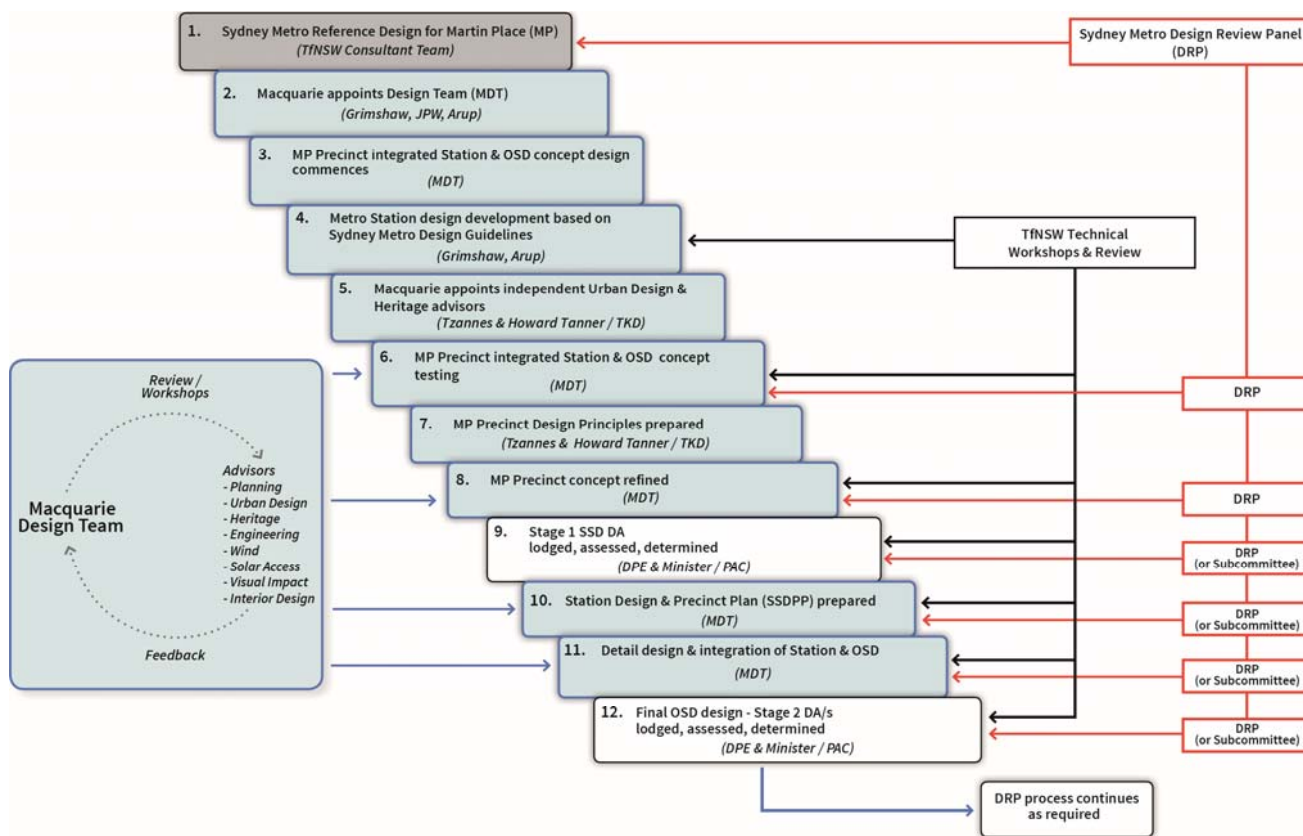 1. Sydney Metro Reference Design for Martin Place (MP)
(TfNSW Consultant Team)
Sydney Metro Design Review Panel
(DRP)
2. Macquarie appoints Design Team (MDT)
(Grimshaw, JPW, Arup)
3. MP Precinct integrated Station & OSD concept design
commences
(MDT)
4. Metro Station design development based on
Sydney Metro Design Guidelines
(Grimshaw, Arup)
TfNSW Technical
Workshops & Review
5. Macquarie appoints independent Urban Design &
Heritage advisors
(Tzannes & Howard Tanner / TKD)
6. MP Precinct integrated Station & OSD concept
testing
(MDT)
DRP
7. MP Precinct Design Principles prepared
(Tzannes & Howard Tanner / TKD)
8. MP Precinct concept refined
(MDT)
DRP
9. Stage 1 SSD DA
lodged, assessed, determined
(DPE & Minister / PAC)
DRP
(or Subcommittee)
10. Station Design & Precinct Plan (SSDPP) prepared
(MDT)
DRP
(or Subcommittee)
11. Detail design & integration of Station & OSD
(MDT)
DRP
(or Subcommittee)
12. Final OSD design - Stage 2 DA/s
lodged, assessed, determined
(DPE & Minister / PAC)
DRP
(or Subcommittee)
DRP process continues
as required
Review /
Workshops
Macquarie
Design Team
Advisors
- Planning
- Urban Design
- Heritage
- Engineering
- Wind
- Solar Access
- Visual Impact
- Interior Design
Feedback